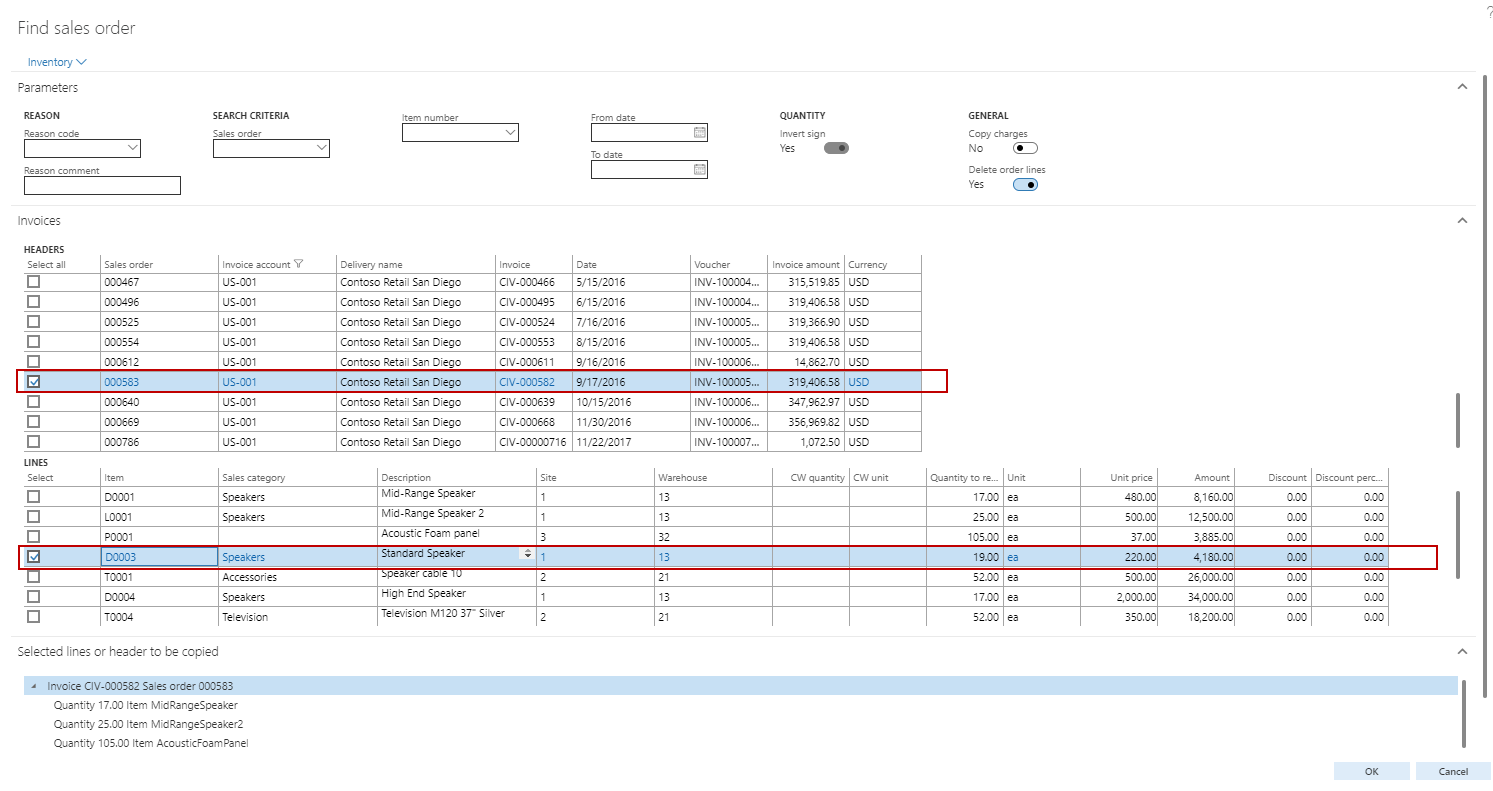 ?
Find sales order
Inventory
Parameters
REASON SEARCH CRITERIA Item number From date QUANTITY GENERAL
Reason code Sales order Invert sign Copy charges
Yes No
To date
Reason comment Delete order lines
Yes
Invoices
HEADERS
Select all Sales order Invoice account Delivery name Invoice Date Voucher Invoice amount Currency
000467 US-001 Contoso Retail San Diego CIV-000466 5/15/2016 INV-100004... 315,519.85 USD
000496 US-001 Contoso Retail San Diego CIV-000495 6/15/2016 INV-100004... 319,406.58 USD
000525 US-001 Contoso Retail San Diego CIV-000524 7/16/2016 INV-100005... 319,366.90 USD
000554 US-001 Contoso Retail San Diego CIV-000553 8/15/2016 INV-100005... 319,406.58 USD
000612 US-001 Contoso Retail San Diego CIV-000611 9/16/2016 INV-100006... 14,862.70 USD
000583 US-001 Contoso Retail San Diego CIV-000582 9/17/2016 INV-100005... 319,406.58 USD
000640 US-001 Contoso Retail San Diego CIV-000639 10/15/2016 INV-100006... 347,962.97 USD
000669 US-001 Contoso Retail San Diego CIV-000668 11/30/2016 INV-100006... 356,969.82 USD
000786 US-001 Contoso Retail San Diego CIV-00000716 11/22/2017 INV-100007... 1,072.50 USD
LINES
Select Item Sales category Description Site Warehouse CW quantity CW unit Quantity to re... Unit Unit price Amount Discount Discount perc...
D0001 Speakers Mid-Range Speaker 1 13 17.00 ea 480.00 8,160.00 0.00 0.00
L0001 Speakers Mid-Range Speaker 2 1 13 25.00 ea 500.00 12,500.00 0.00 0.00
P0001 Acoustic Foam panel 3 32 105.00 ea 37.00 3,885.00 0.00 0.00
D0003 Speakers Standard Speaker 1 13 19.00 ea 220.00 4,180.00 0.00 0.00
T0001 Accessories Speaker cable 10 2 21 52.00 ea 500.00 26,000.00 0.00 0.00
D0004 Speakers High End Speaker 1 13 17.00 ea 2,000.00 34,000.00 0.00 0.00
T0004 Television Television M120 37" Silver 2 21 52.00 ea 350.00 18,200.00 0.00 0.00
Selected lines or header to be copied
Invoice CIV-000582 Sales order 000583
Quantity 17.00 Item MidRangeSpeaker
Quantity 25.00 Item MidRangeSpeaker2
Quantity 105.00 Item AcousticFoamPanel
OK Cancel